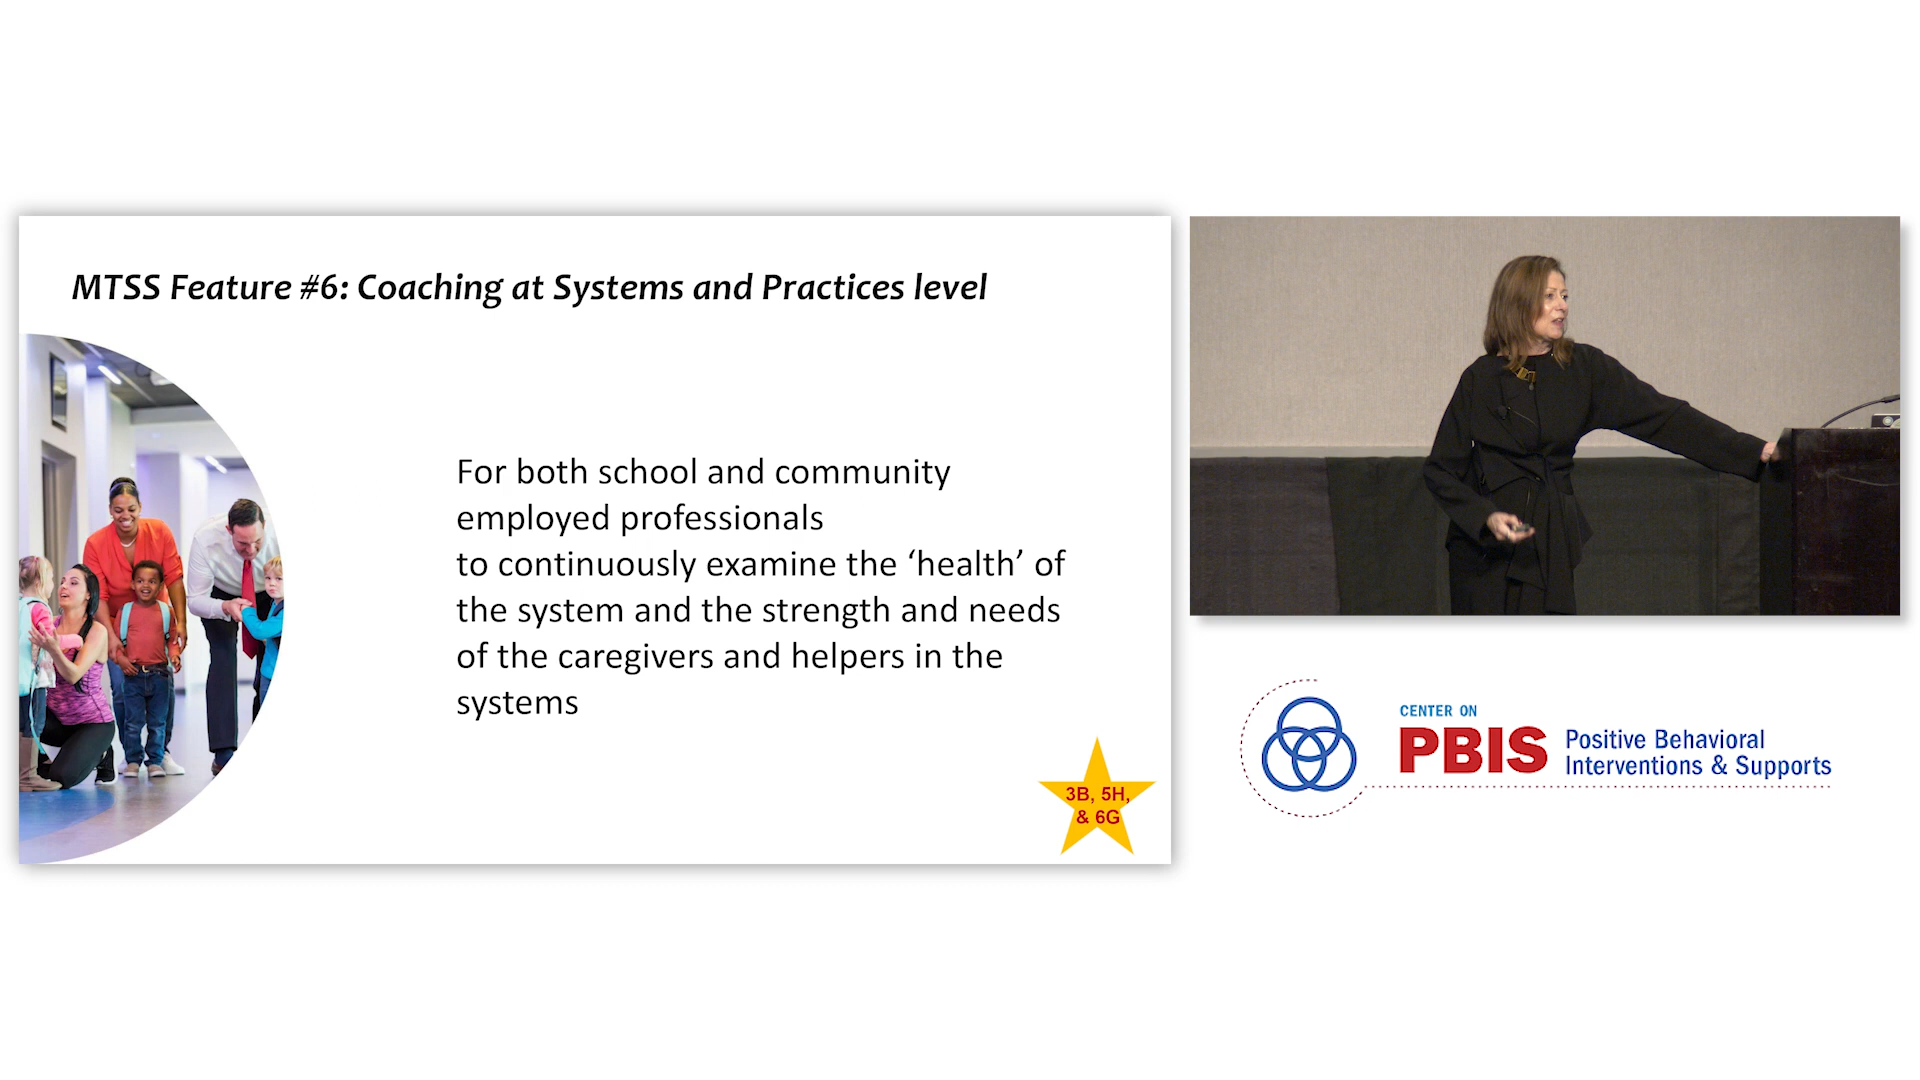 MTSS Feature #6: Coaching at Systems and Practices level
For both school and community
employed professionals
to continuously examine the ‘health’ of
the system and the strength and needs
of the caregivers and helpers in the
systems
3B, 5H,
& 6G
CENTER ON
PBIS
Positive Behavioral
Interventions & Supports